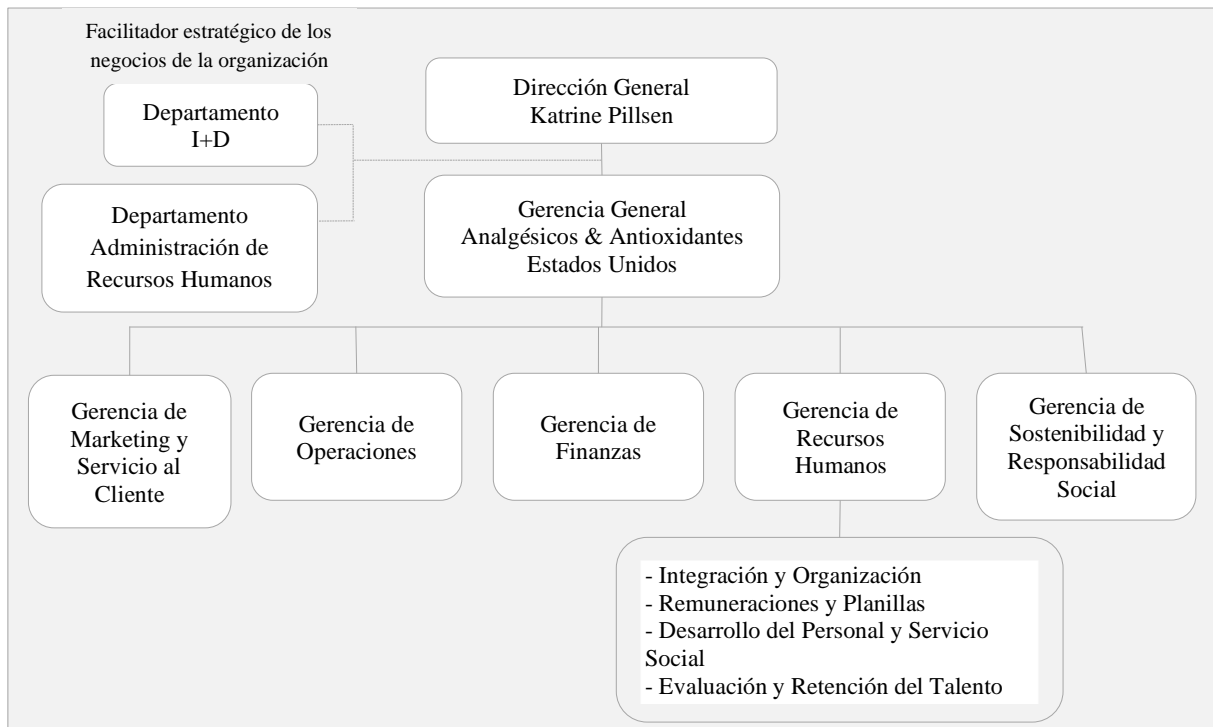 Facilitador estratégico de los
negocios de la organización
Dirección General
Katrine Pillsen
Departamento
I+D
Departamento
Administración de
Recursos Humanos
Gerencia General
Analgésicos & Antioxidantes
Estados Unidos
Gerencia de
Marketing y
Servicio al
Cliente
Gerencia de
Operaciones
Gerencia de
Finanzas
Gerencia de
Recursos
Humanos
Gerencia de
Sostenibilidad y
Responsabilidad
Social
- Integración y Organización
- Remuneraciones y Planillas
- Desarrollo del Personal y Servicio
Social
- Evaluación y Retención del Talento